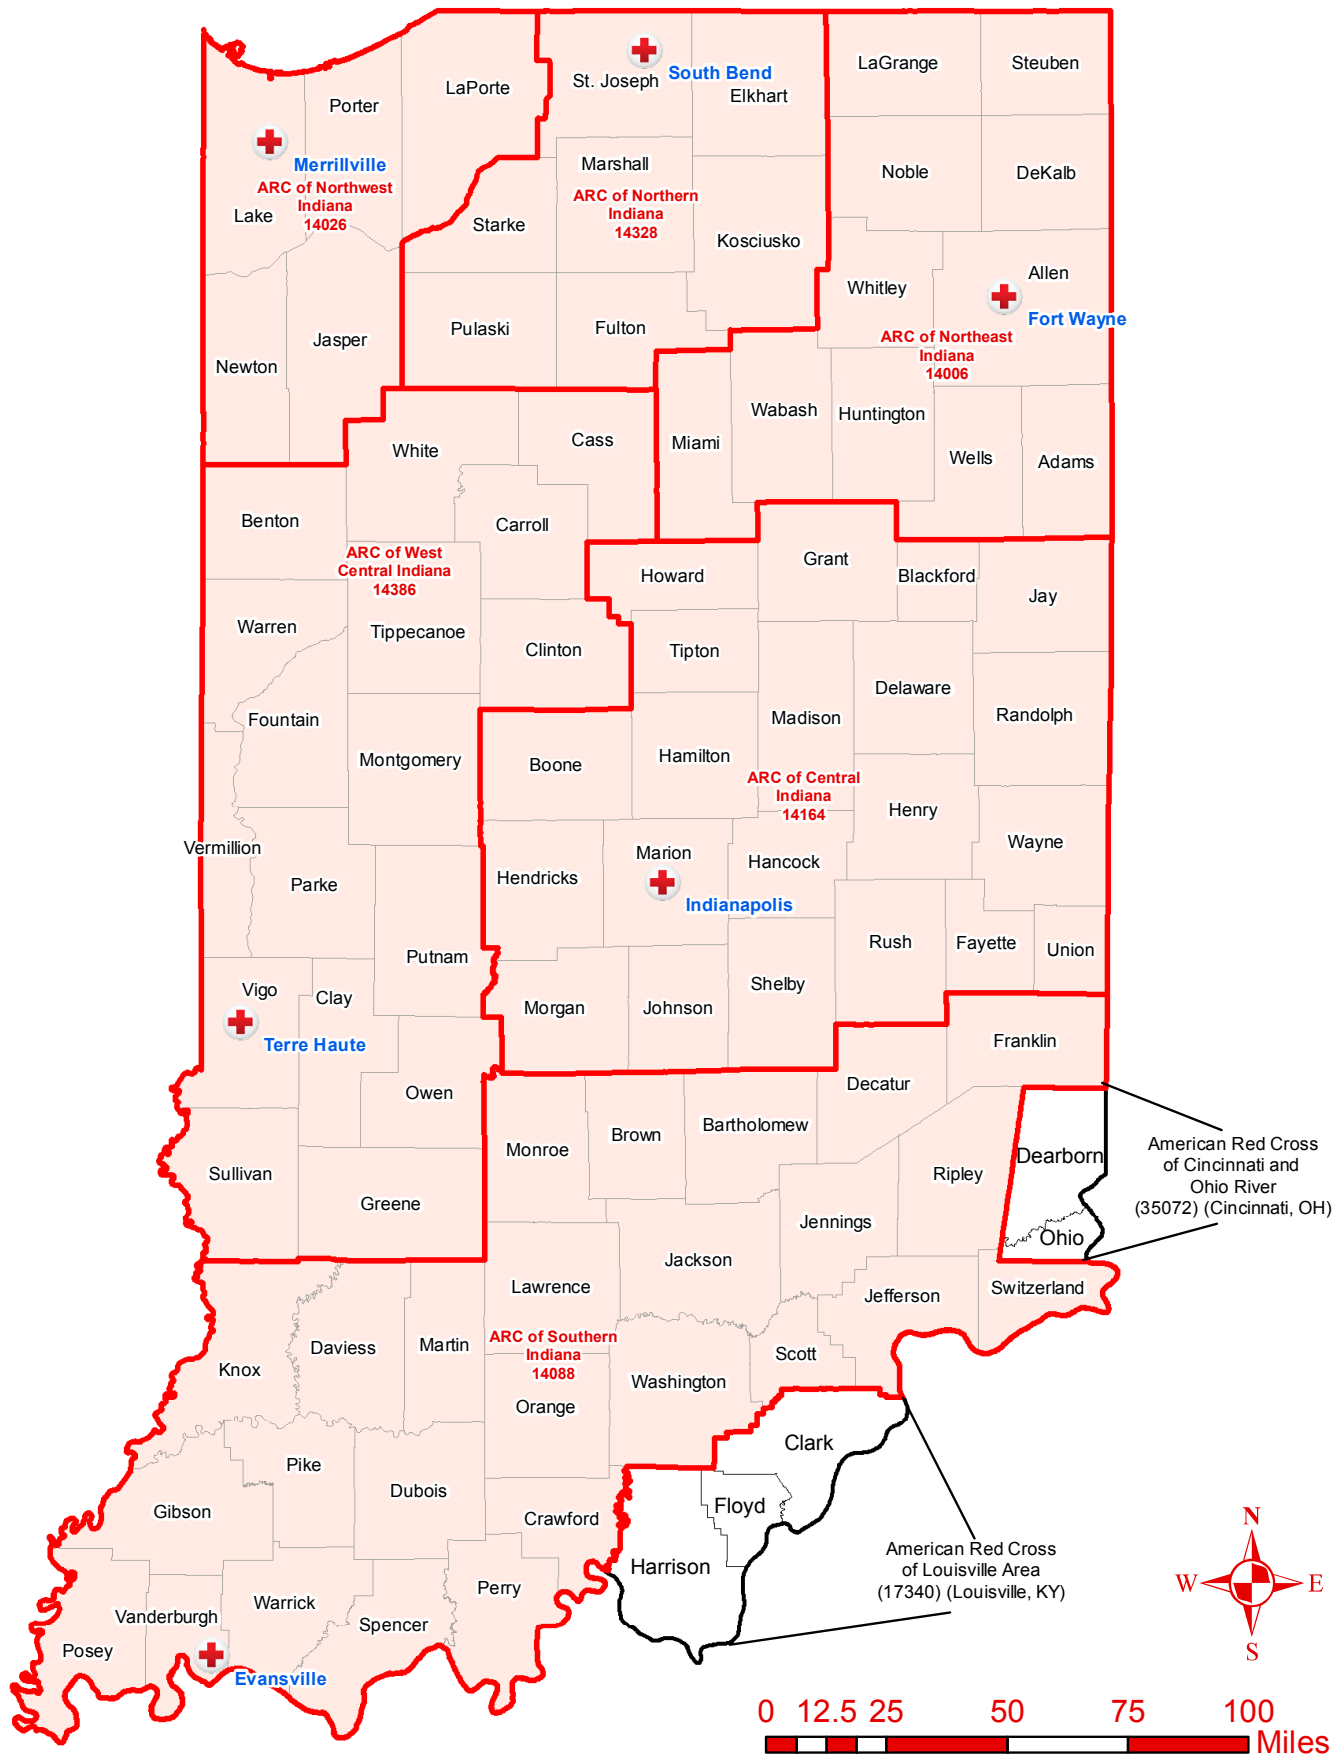 LaGrange
Steuben
St. Joseph
South Bend
Elkhart
LaPorte
Porter
Merrillville
ARC of Northwest
Indiana
14026
Lake
Marshall
ARC of Northern
Indiana
14328
Starke
Kosciusko
Noble
DeKalb
Allen
Whitley
Fort Wayne
ARC of Northeast
Indiana
14006
Pulaski
Fulton
Jasper
Newton
White
Cass
Miami
Wabash
Huntington
Wells
Adams
Benton
Carroll
ARC of West
Central Indiana
14386
Howard
Grant
Blackford
Jay
Warren
Tippecanoe
Clinton
Tipton
Delaware
Madison
Randolph
Fountain
Montgomery
Boone
Hamilton
ARC of Central
Indiana
14164
Henry
Wayne
Vermillion
Parke
Hendricks
Marion
Indianapolis
Hancock
Putnam
Rush
Fayette
Union
Vigo
Clay
Terre Haute
Morgan
Johnson
Shelby
Franklin
Owen
Decatur
Monroe
Brown
Bartholomew
Dearborn
American Red Cross
of Cincinnati and
Ohio River
(35072) (Cincinnati, OH)
Sullivan
Greene
Ripley
Jennings
Ohio
Jackson
Lawrence
Jefferson
Switzerland
Knox
Daviess
Martin
ARC of Southern
Indiana
14088
Scott
Washington
Orange
Clark
Pike
Dubois
Gibson
Crawford
Floyd
Harrison
American Red Cross
of Louisville Area
(17340) (Louisville, KY)
Perry
Warrick
Vanderburgh
Spencer
Posey
Evansville
N
W
E
S
0 12.5 25 50 75 100
Miles